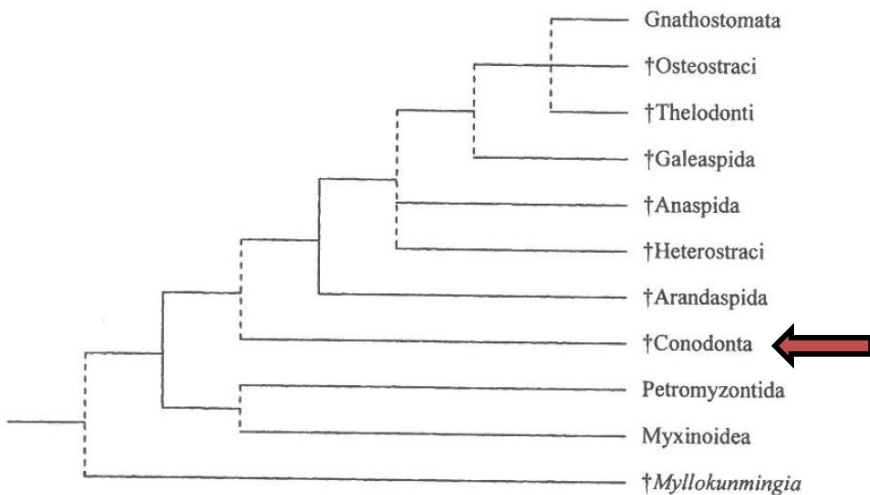 Gnathostomata
†Osteostraci
†Thelodonti
†Galeaspida
†Anaspida
†Heterostraci
†Arandaspida
†Conodonta
Petromyzontida
Myxinoidea
†Myllokunmingia